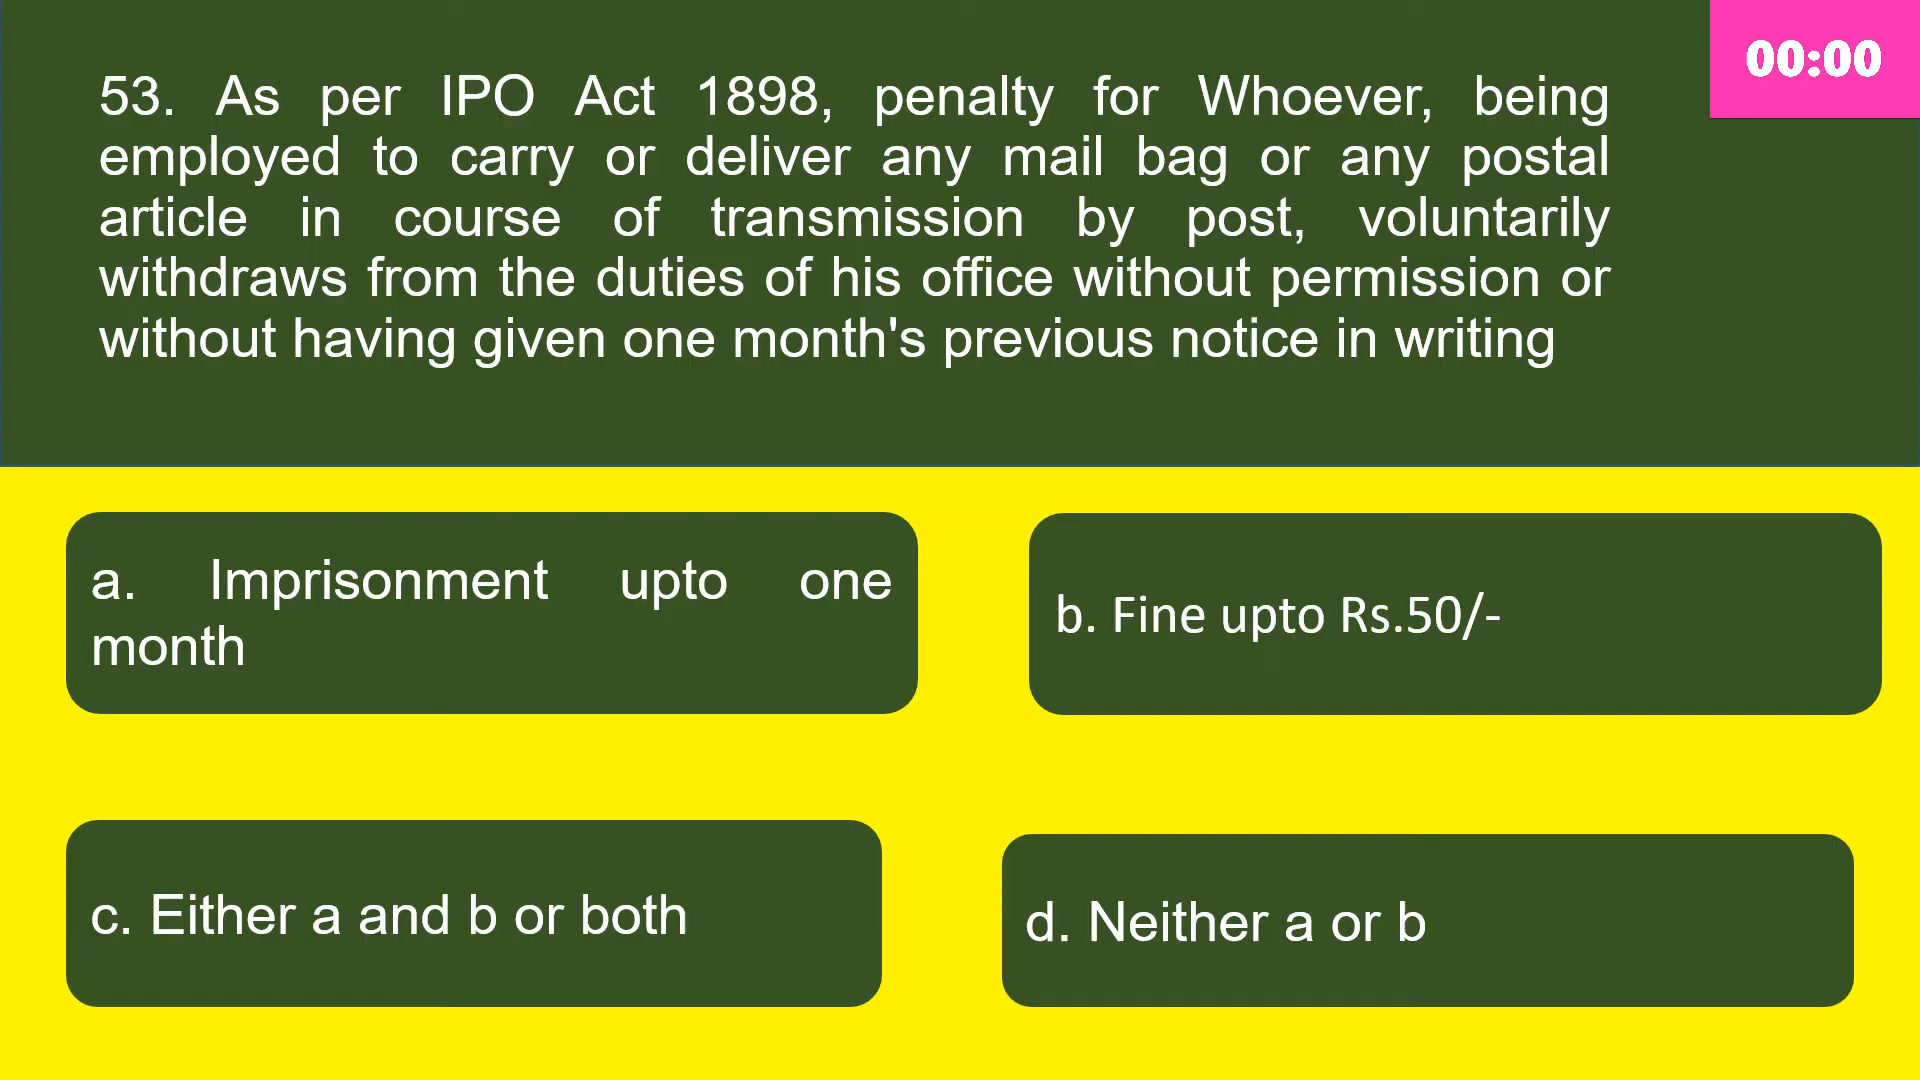 00:00
53. As per IPO Act 1898, penalty for Whoever, being
employed to carry or deliver any mail bag or any postal
article in course of transmission by post, voluntarily
withdraws from the duties of his office without permission or
without having given one month's previous notice in writing
a. Imprisonment upto one
month
b. Fine upto Rs.50/-
c. Either a and b or both
d. Neither a or b